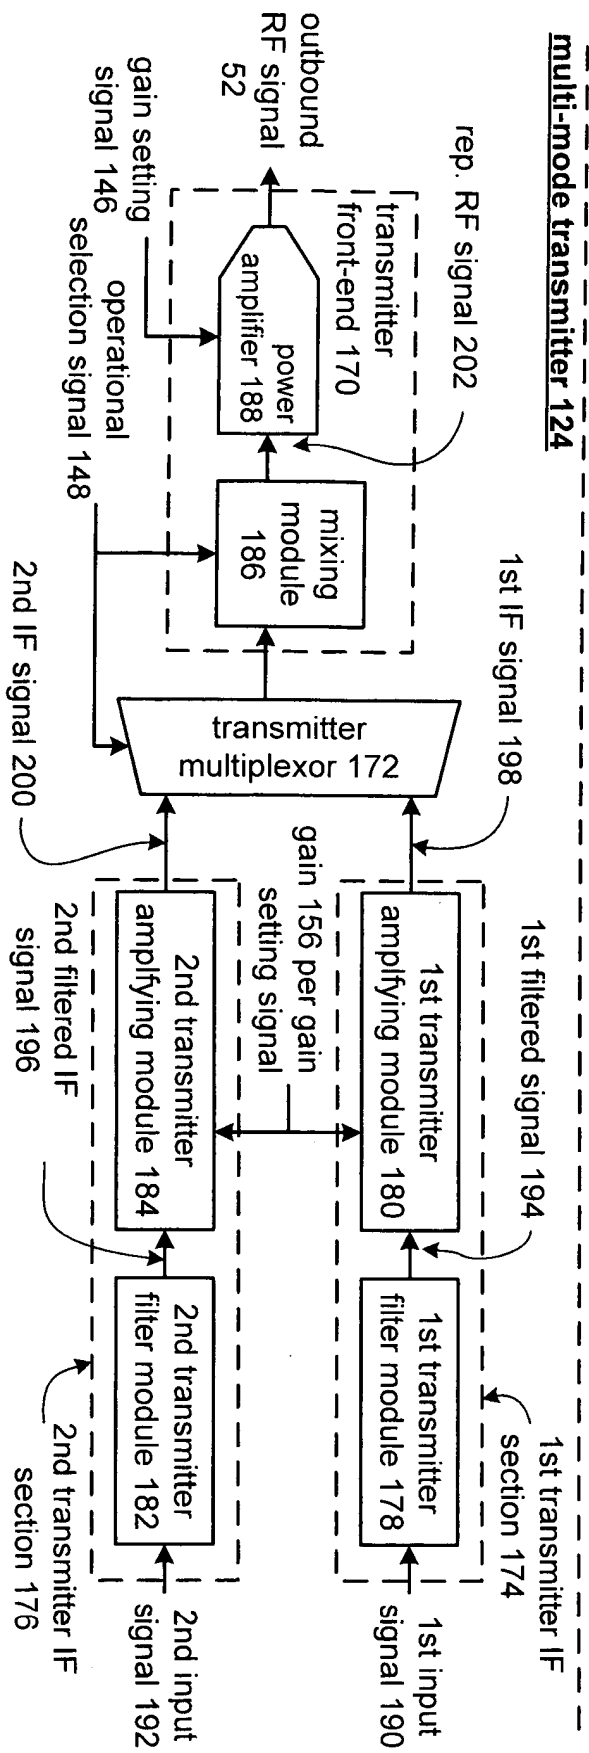 multi-mode transmitter 124
outbound
RF signal
52
rep. RF signal 202
transmitter
front-end 170
power
amplifier 188
mixing
module
186
gain setting
signal 146
operational
selection signal 148
transmitter
multiplexor 172
1st IF signal 198
2nd IF signal 200
1st filtered signal 194
1st transmitter
amplfying module 180
1st transmitter
filter module 178
1st transmitter IF
section 174
1st input
signal 190
gain 156 per gain
setting signal
2nd transmitter
amplfying module 184
2nd transmitter
filter module 182
2nd filtered IF
signal 196
2nd transmitter IF
section 176
2nd input
signal 192